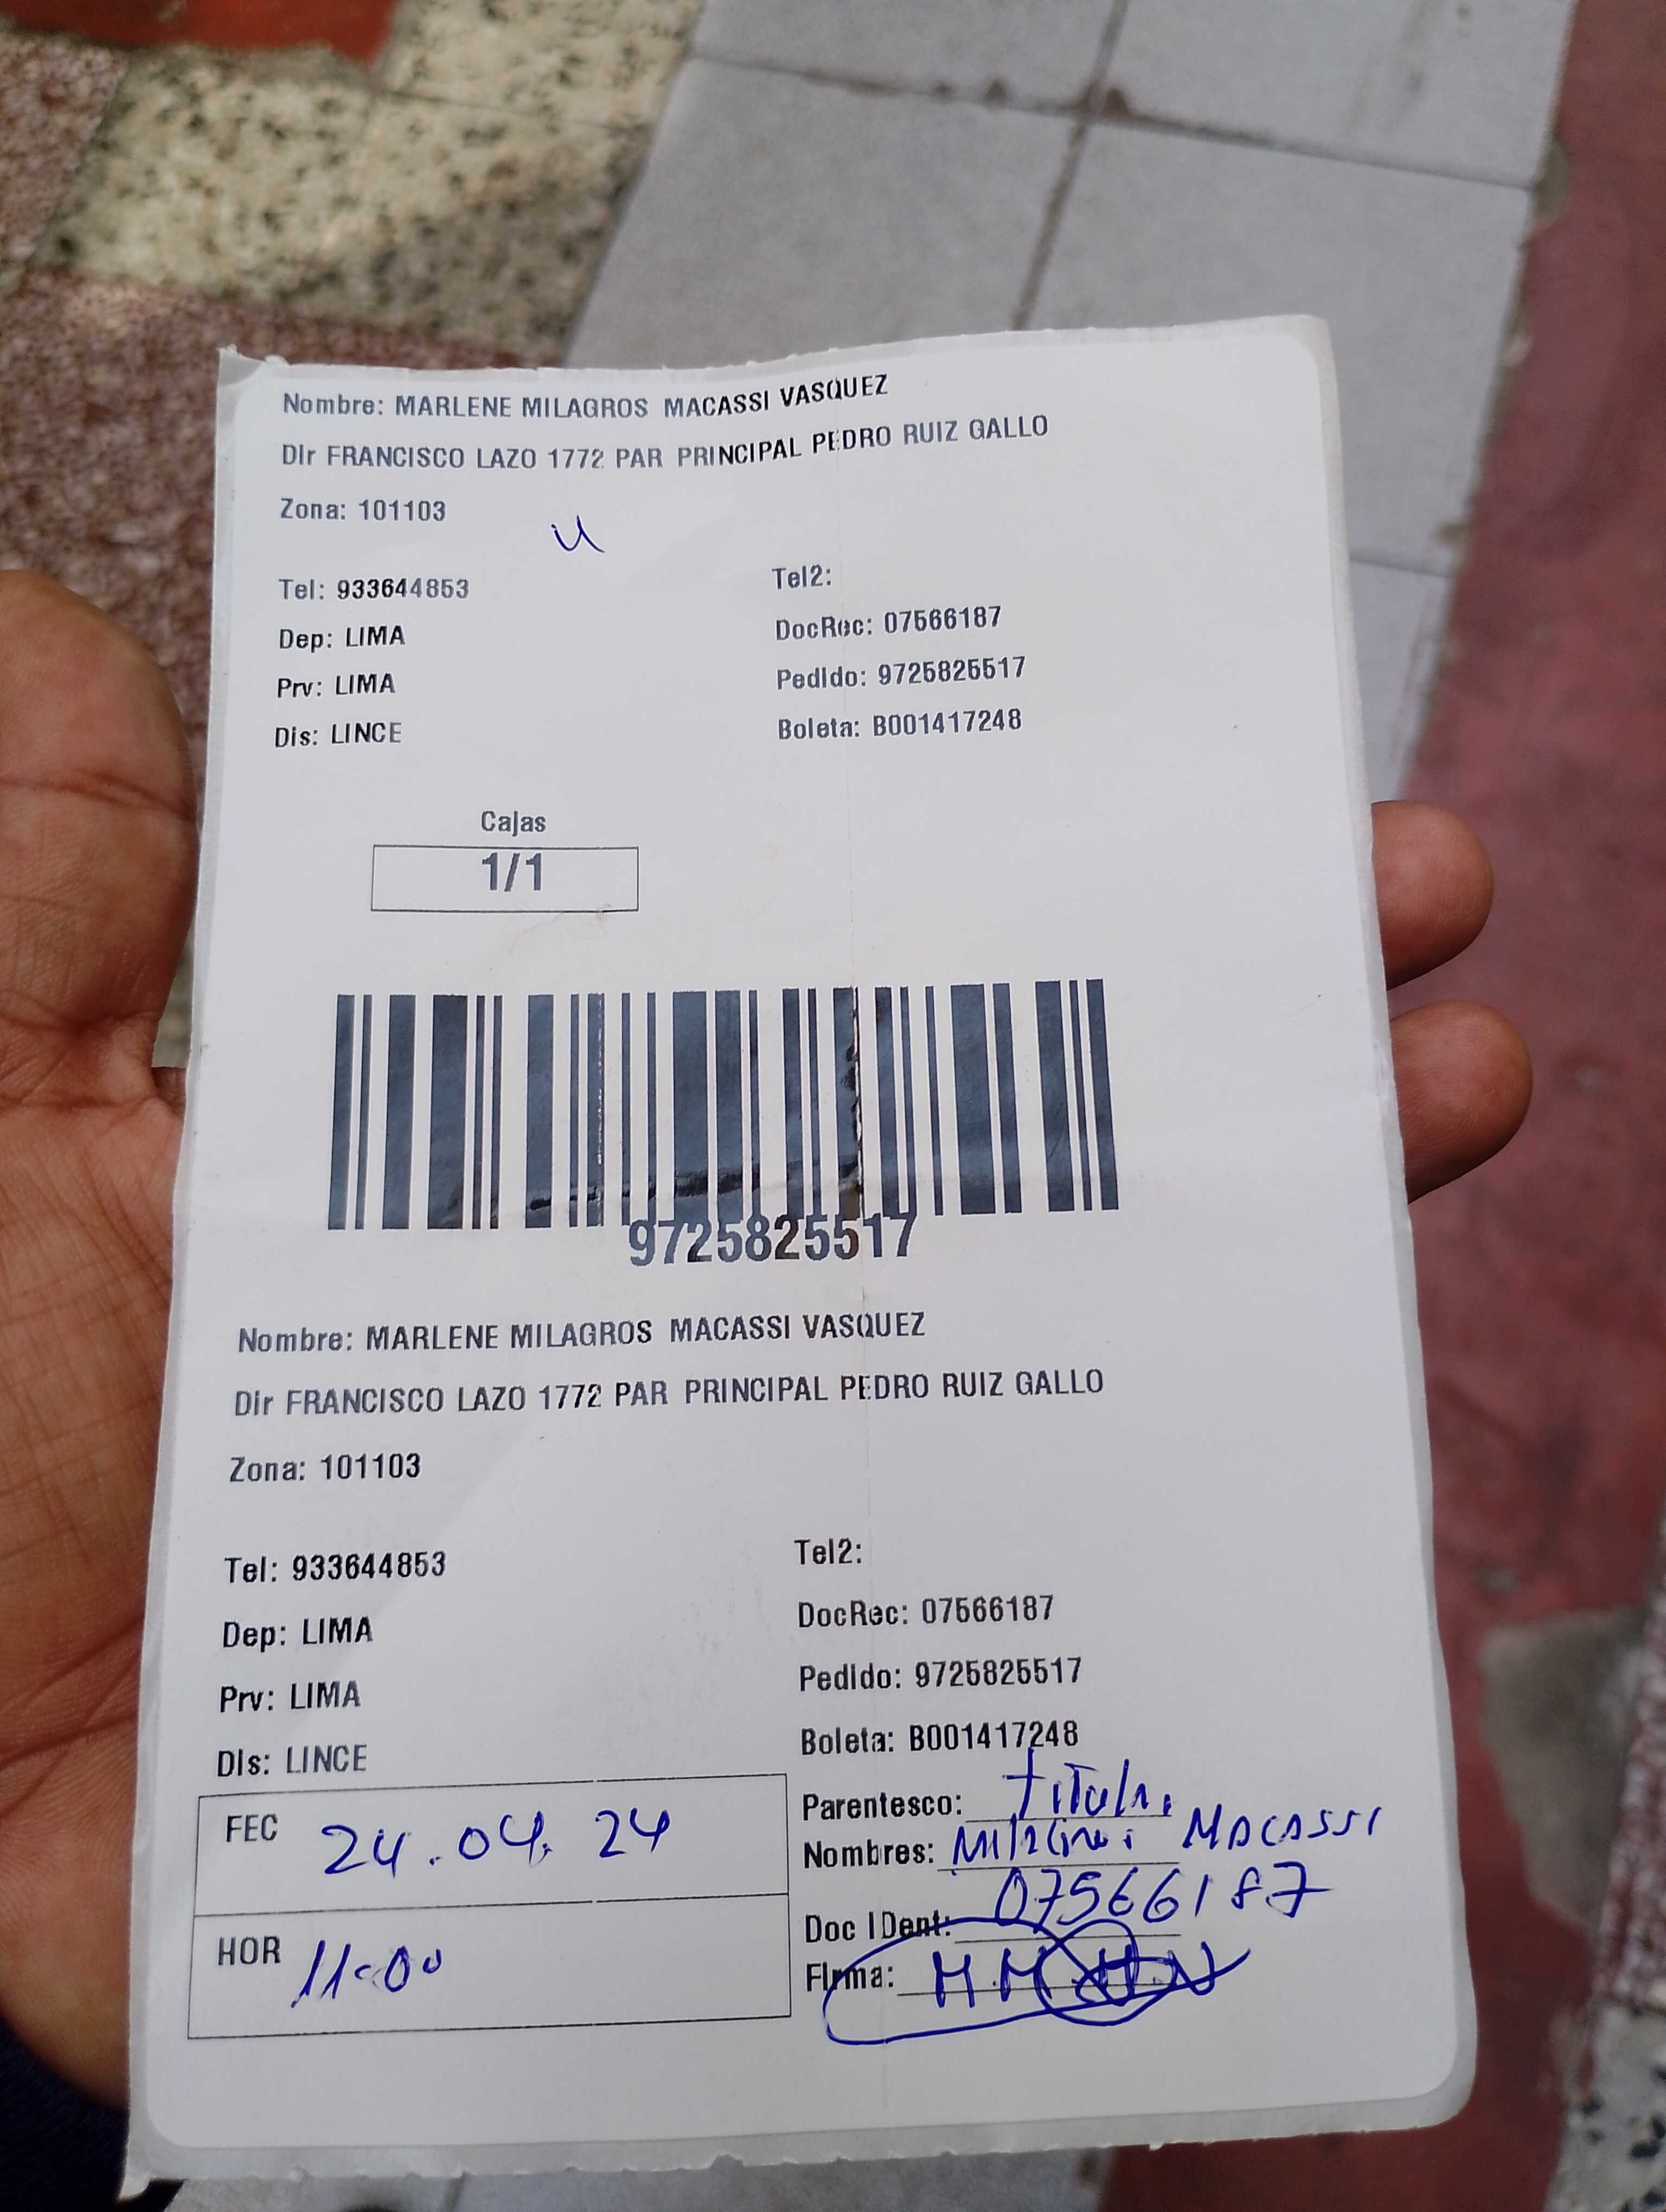 Nombre: MARLENE MILAGROS MACASSI VASQUEZ
Dir FRANCISCO LAZO 1772 PAR PRINCIPAL PEDRO RUIZ GALLO
Zona: 101103
Tel: 933644853
Tel2:
Dep: LIMA
DocRec: 07566187
Prv: LIMA
Pedido: 9725825517
Dis: LINCE
Boleta: B001417248
Cajas
1/1
9725825517
Nombre: MARLENE MILAGROS MACASSI VASQUEZ
Dir FRANCISCO LAZO 1772 PAR PRINCIPAL PEDRO RUIZ GALLO
Zona: 101103
Tel: 933644853
Tel2:
Dep: LIMA
DocRec: 07566187
Prv: LIMA
Pedido: 9725825517
Dis: LINCE
Boleta: B001417248
FEC 24.04.24
Parentesco:
Nombres: MACASSI
HOR 11:00
Doc IDent: 07566187
Firma: